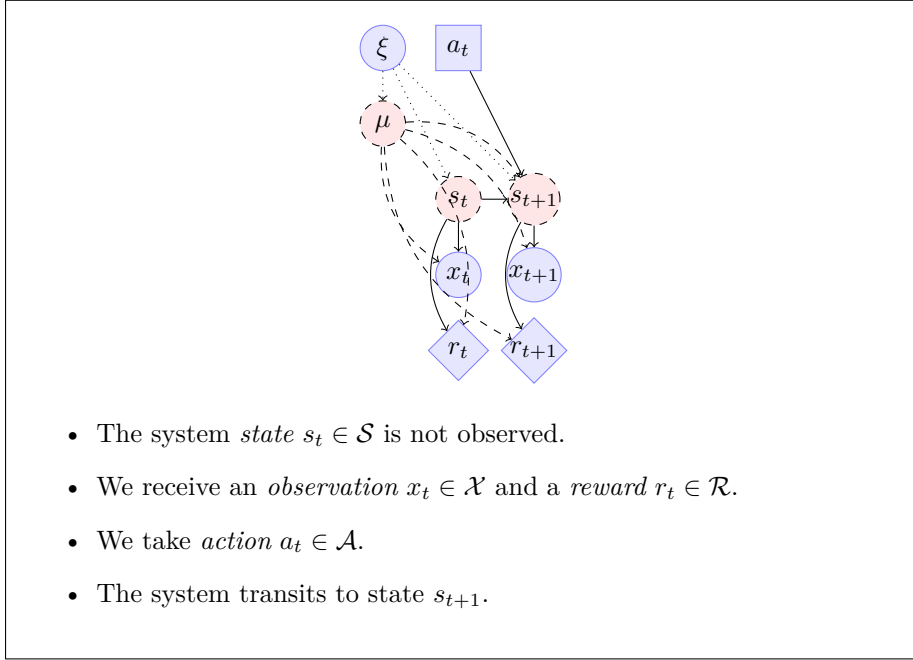 ξ a_t
μ
s_t s_{t+1}
x_t x_{t+1}
r_t r_{t+1}
• The system state s_t ∈ 𝒮 is not observed.
• We receive an observation x_t ∈ 𝒳 and a reward r_t ∈ ℛ.
• We take action a_t ∈ 𝒜.
• The system transits to state s_{t+1}.